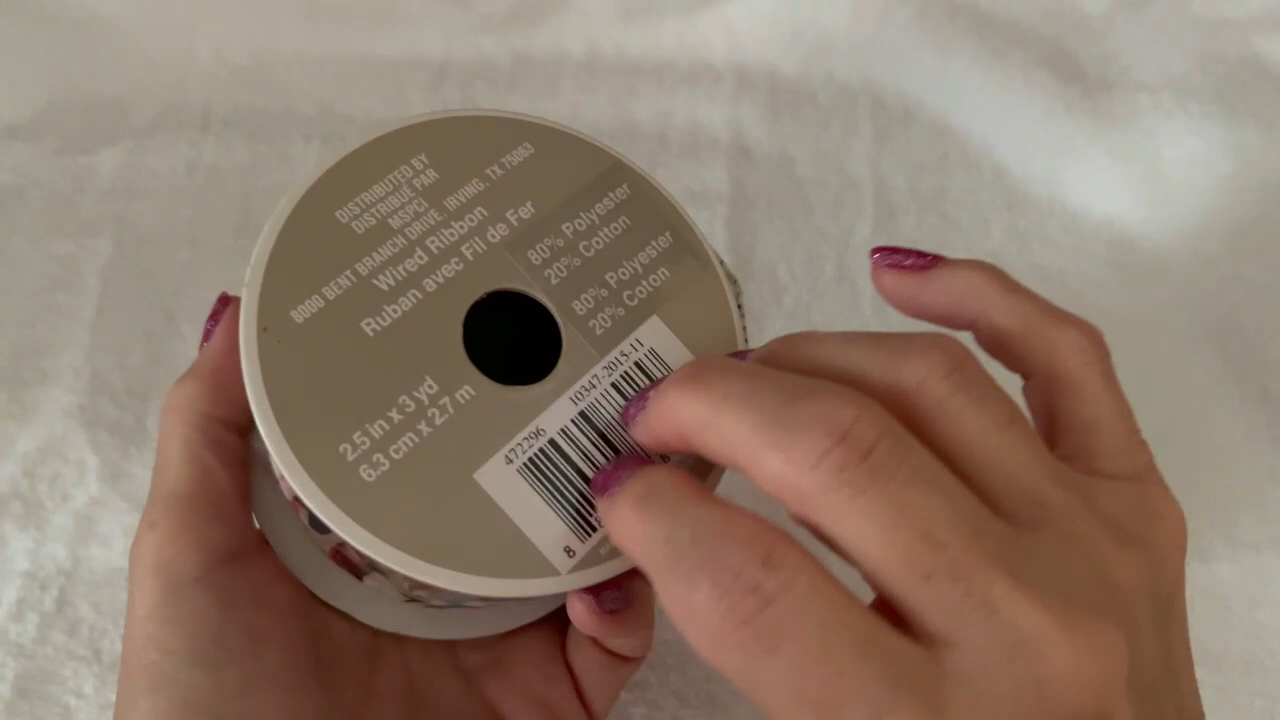 DISTRIBUTED BY
DISTRIBUÉ PAR
MSPCI
8000 BENT BRANCH DRIVE, IRVING, TX 75063
Wired Ribbon
Ruban avec Fil de Fer
80% Polyester
20% Cotton
80% Polyester
20% Coton
2.5 in x 3 yd
6.3 cm x 2.7 m
472296 10347-2015-11
8